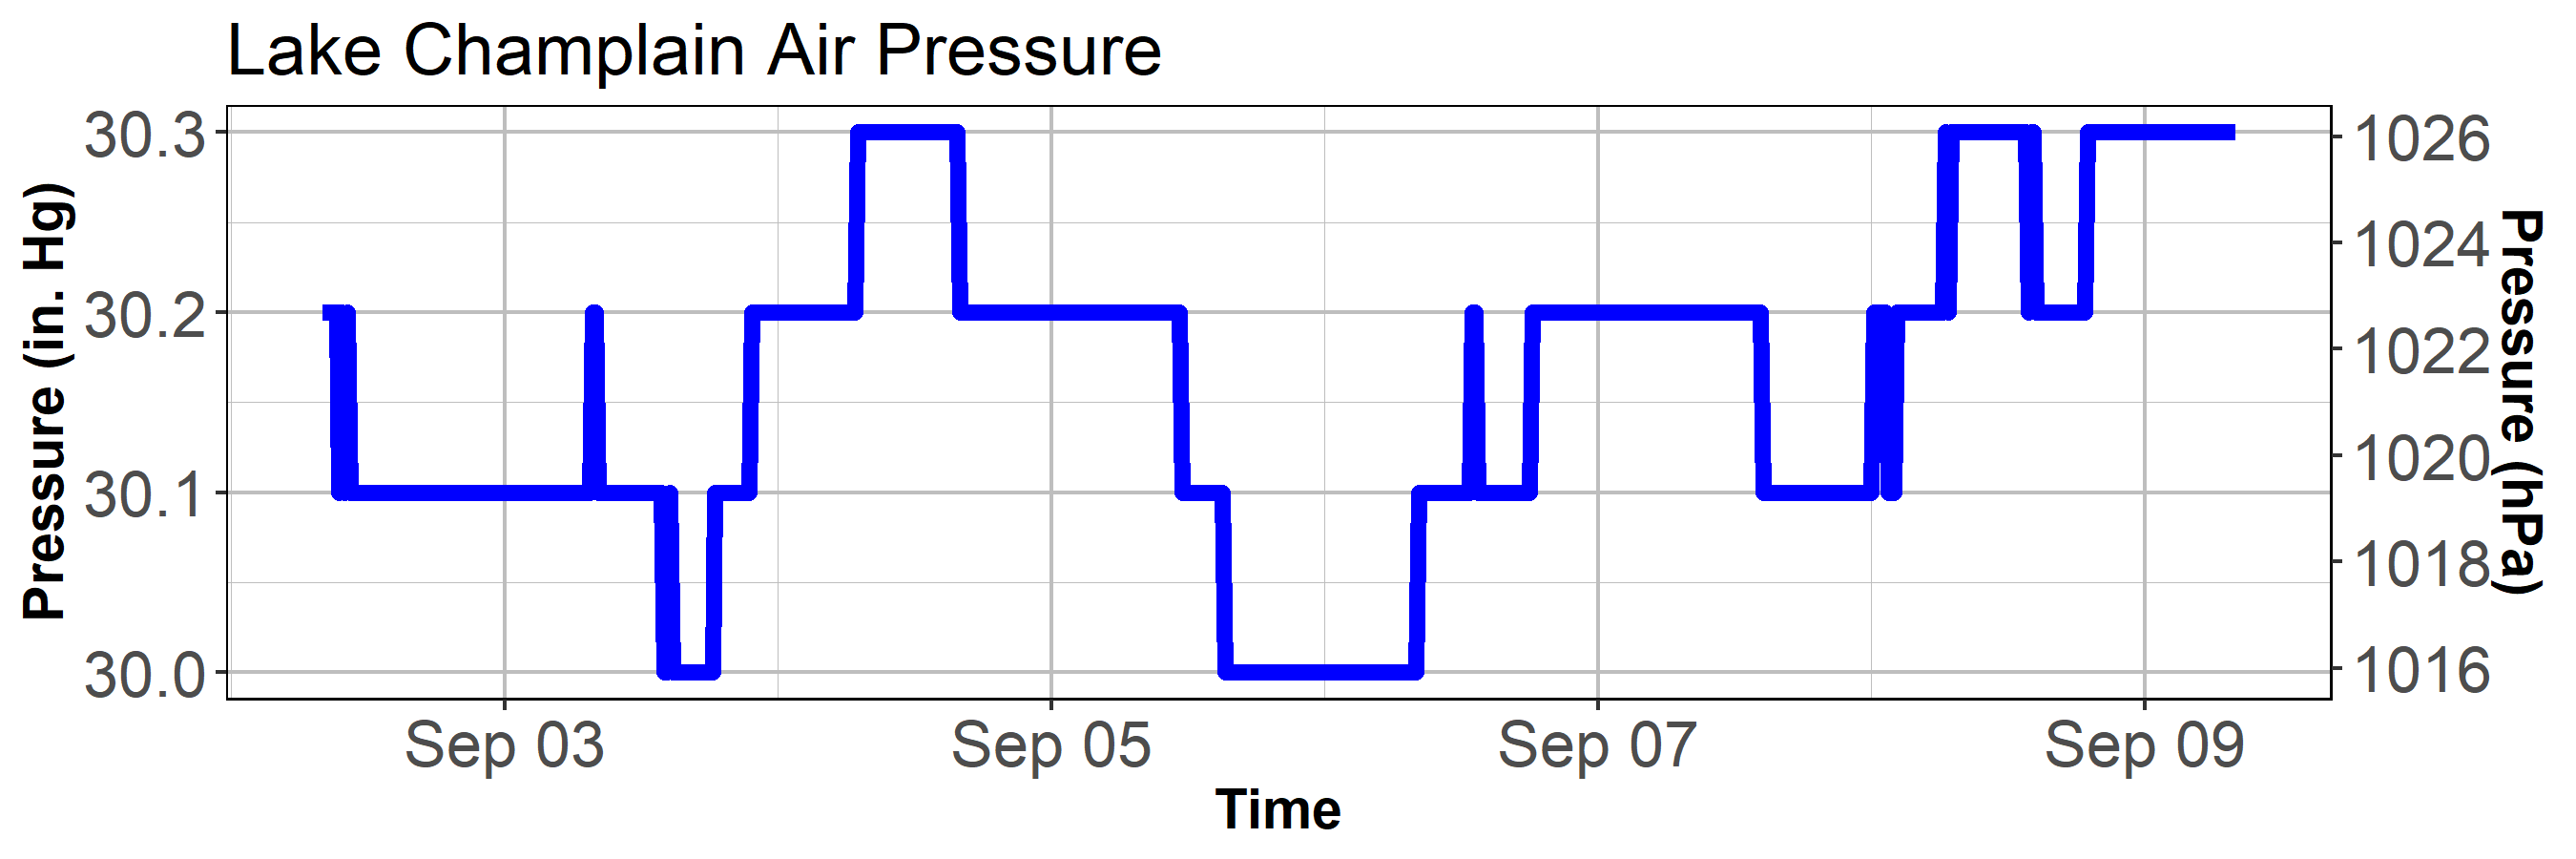 Lake Champlain Air Pressure
Pressure (in. Hg)
30.3
30.2
30.1
30.0
1026
1024
1022
1020
1018
1016
Pressure (hPa)
Sep 03 Sep 05 Sep 07 Sep 09
Time